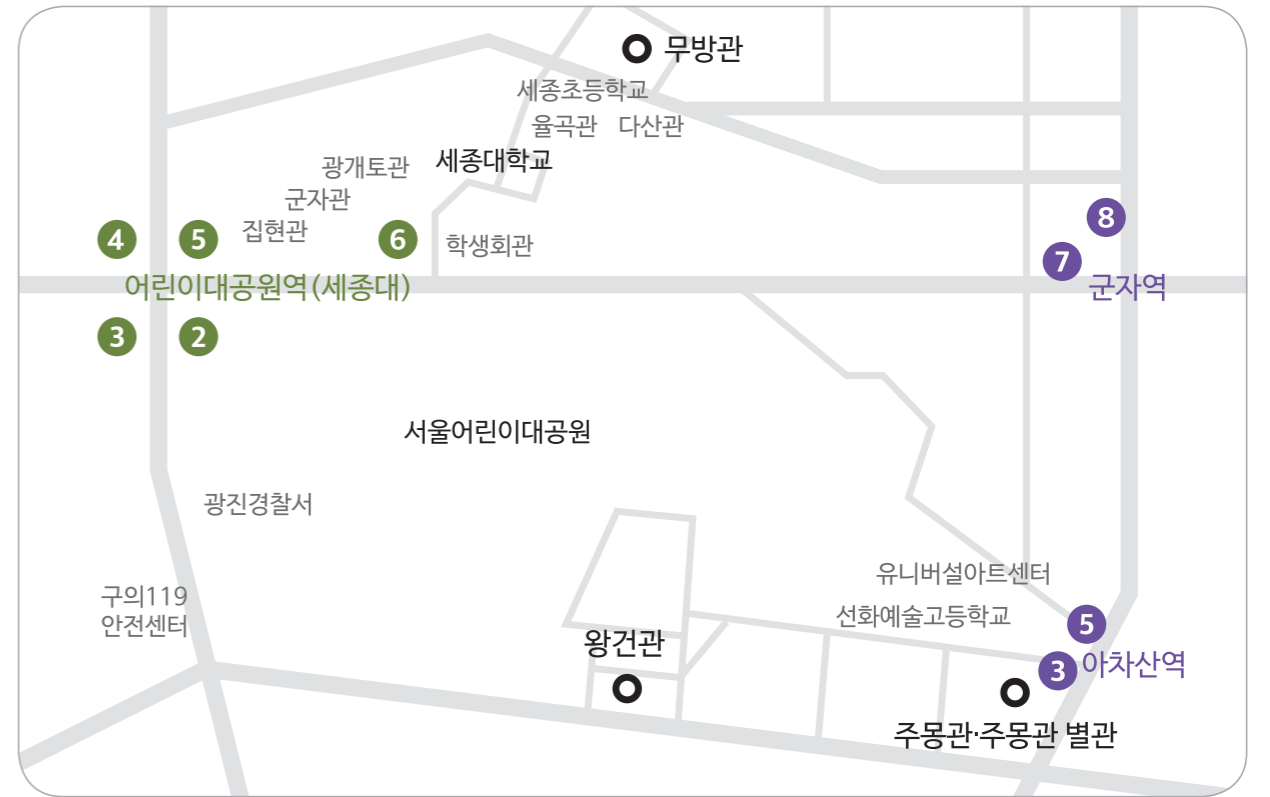 무방관
세종초등학교
율곡관 다산관
광개토관
세종대학교
군자관
집현관
4
5
6
학생회관
8
7
어린이대공원역(세종대)
군자역
3
2
서울어린이대공원
광진경찰서
유니버설아트센터
구의119
안전센터
선화예술고등학교
5
왕건관
3
아차산역
주몽관·주몽관 별관